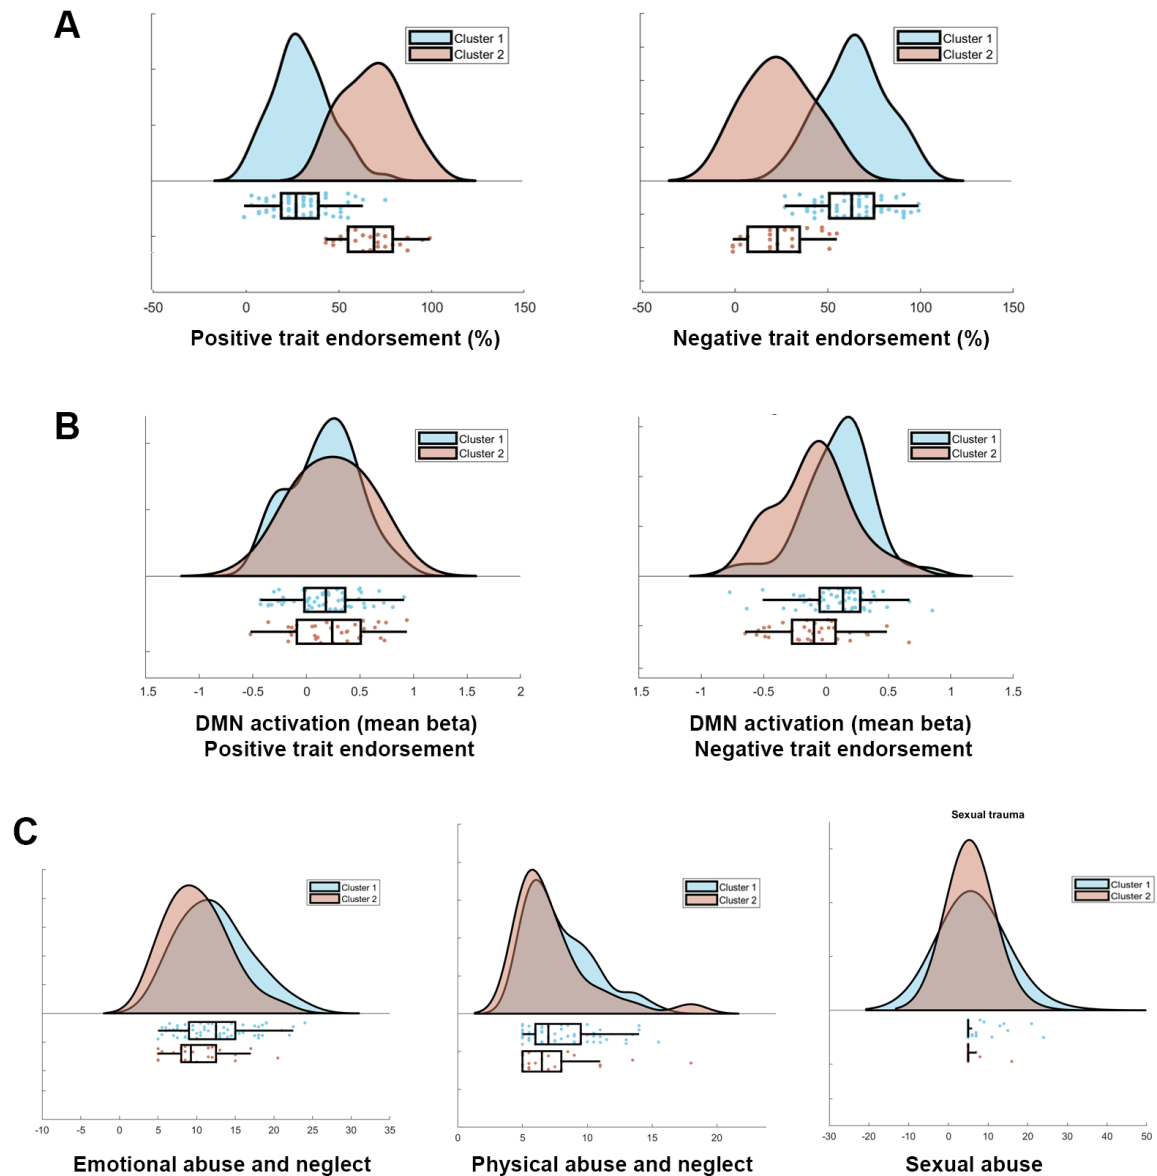 A
Cluster 1
Cluster 2
-50 0 50 100 150
Positive trait endorsement (%)
Cluster 1
Cluster 2
-50 0 50 100 150
Negative trait endorsement (%)
B
Cluster 1
Cluster 2
1.5 -1 -0.5 0 0.5 1 1.5 2
DMN activation (mean beta)
Positive trait endorsement
Cluster 1
Cluster 2
1.5 -1 -0.5 0 0.5 1 1.5
DMN activation (mean beta)
Negative trait endorsement
C
Cluster 1
Cluster 2
-10 -5 0 5 10 15 20 25 30 35
Emotional abuse and neglect
Cluster 1
Cluster 2
0 5 10 15 20
Physical abuse and neglect
Sexual trauma
Cluster 1
Cluster 2
-30 -20 -10 0 10 20 30 40 50
Sexual abuse